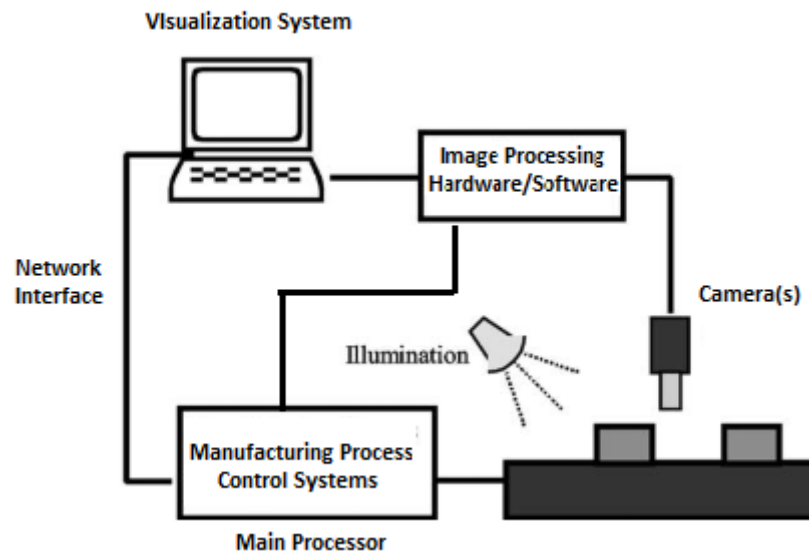 VIsualization System
Image Processing
Hardware/Software
Network
Interface
Camera(s)
Illumination
Manufacturing Process
Control Systems
Main Processor